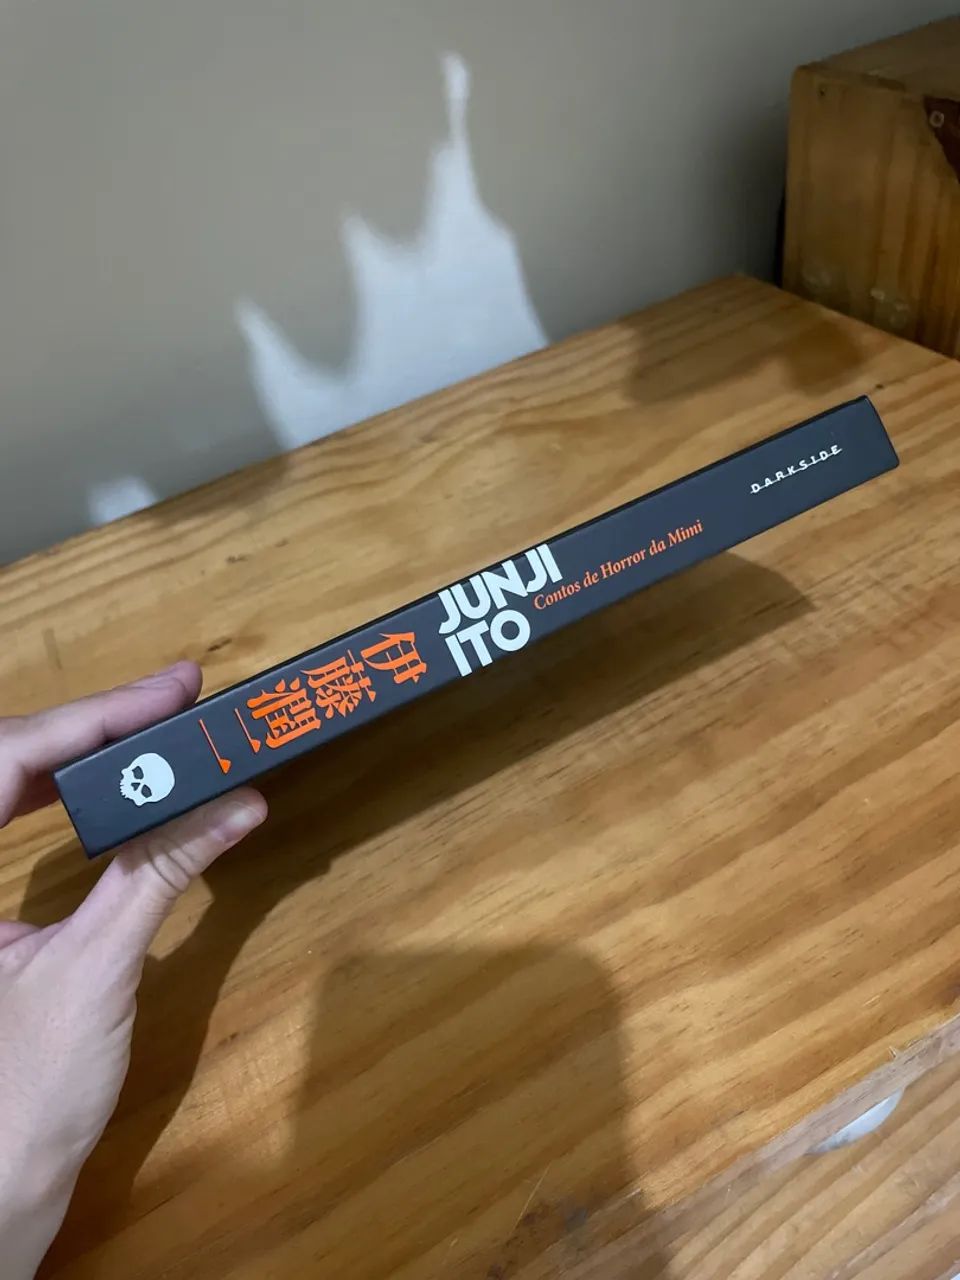 伊藤潤二
JUNJI
ITO
Contos de Horror da Mimi
DARKSIDE